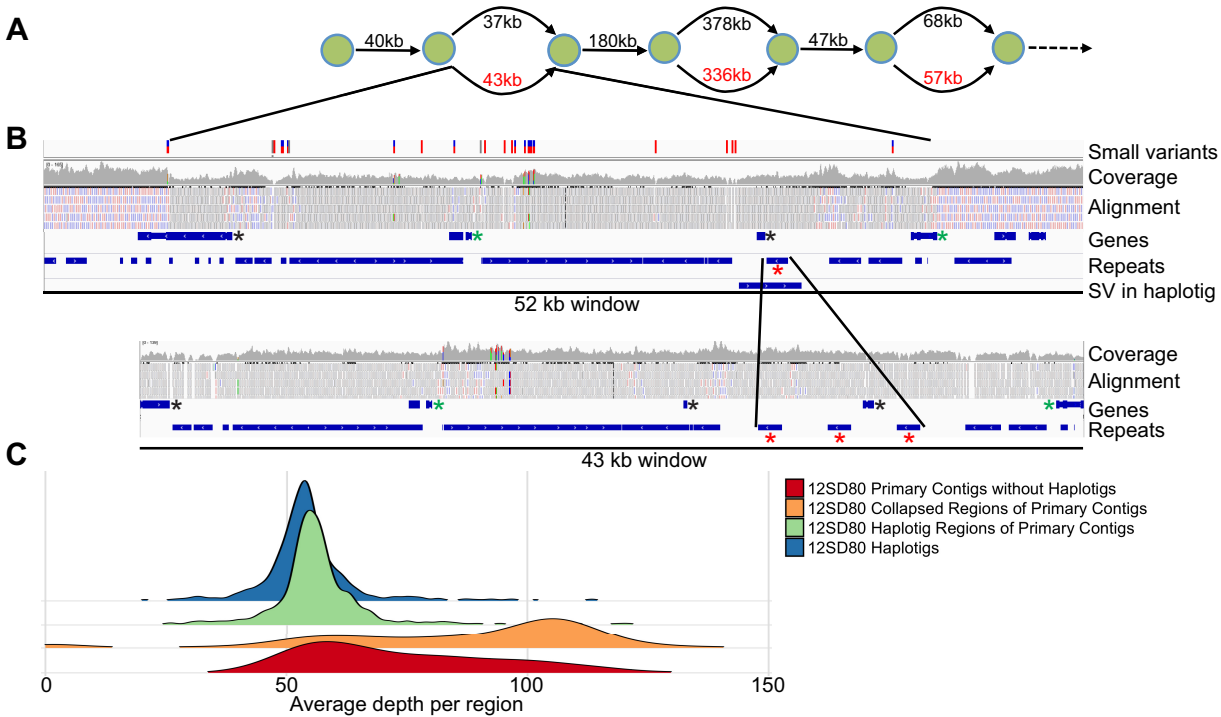 A
40kb
37kb
43kb
180kb
378kb
336kb
47kb
68kb
57kb
B
Small variants
Coverage
Alignment
*
*
*
*
Genes
Repeats
*
SV in haplotig
52 kb window
Coverage
Alignment
*
*
*
*
*
Genes
Repeats
*
*
*
43 kb window
C
12SD80 Primary Contigs without Haplotigs
12SD80 Collapsed Regions of Primary Contigs
12SD80 Haplotig Regions of Primary Contigs
12SD80 Haplotigs
0
50
100
150
Average depth per region